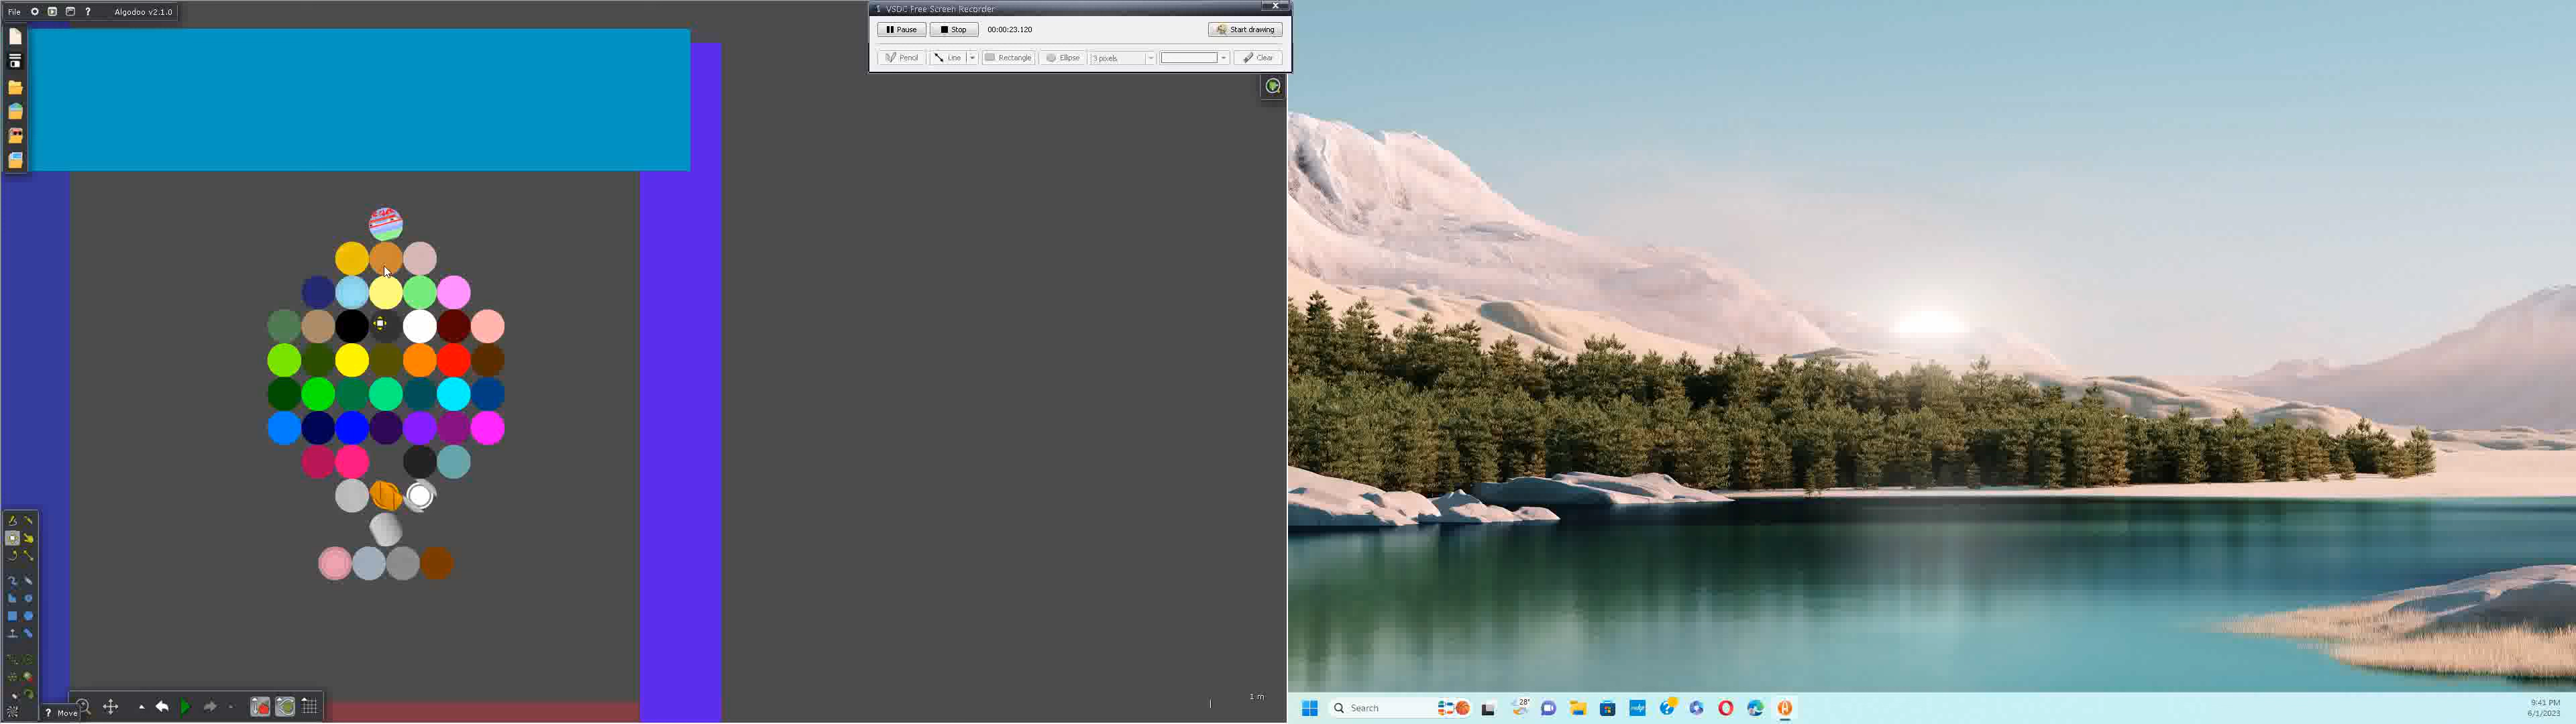 File
?
Algodoo v2.1.0
VSDC Free Screen Recorder
Pause
Stop
00:00:23.120
Start drawing
Pencil
Line
Rectangle
Ellipse
3 pixels
Clear
1 m
? Move
Search
28°
9:41 PM
6/1/2023